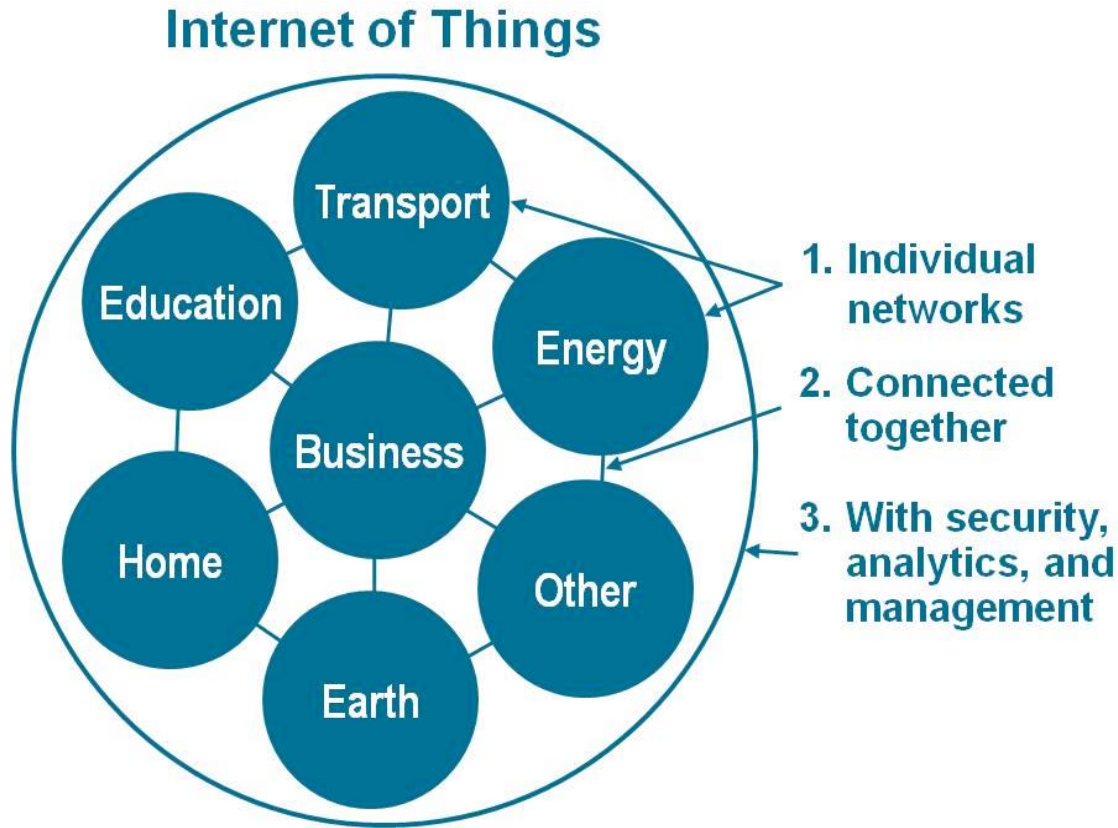 Internet of Things
Transport
Education
Energy
Business
Home
Other
Earth
1. Individual
networks
2. Connected
together
3. With security,
analytics, and
management